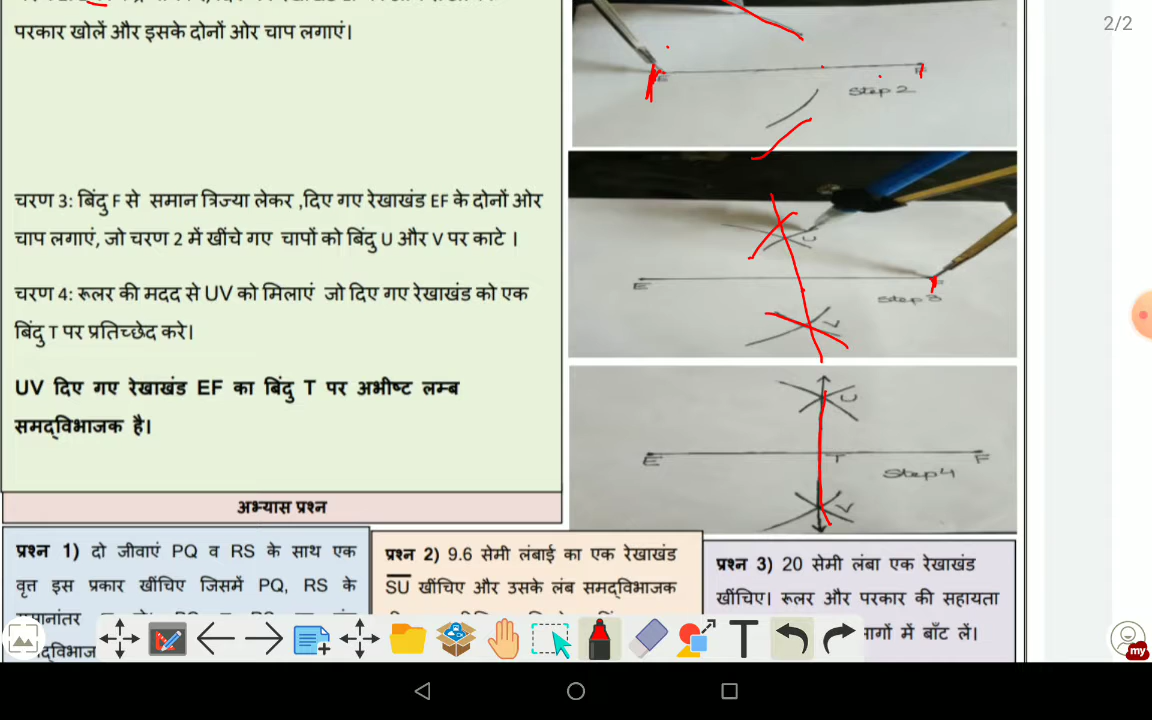 परकार खोलें और इसके दोनों ओर चाप लगाएं।
चरण 3: बिंदु F से समान त्रिज्या लेकर ,दिए गए रेखाखंड EF के दोनों ओर
चाप लगाएं, जो चरण 2 में खींचे गए चापों को बिंदु U और V पर काटे ।
चरण 4: रूलर की मदद से UV को मिलाएं जो दिए गए रेखाखंड को एक
बिंदु T पर प्रतिच्छेद करे।
UV दिए गए रेखाखंड EF का बिंदु T पर अभीष्ट लम्ब
समद्विभाजक है।
अभ्यास प्रश्न
प्रश्न 1) दो जीवाएं PQ व RS के साथ एक
वृत इस प्रकार खींचिए जिसमें PQ, RS के
प्रश्न 2) 9.6 सेमी लंबाई का एक रेखाखंड
SU खींचिए और उसके लंब समद्विभाजक
प्रश्न 3) 20 सेमी लंबा एक रेखाखंड
खींचिए। रूलर और परकार की सहायता
में बाँट लें।
2/2
E
Step 2
U
E
Step 3
V
U
E
T
F
Step 4
V
T
my